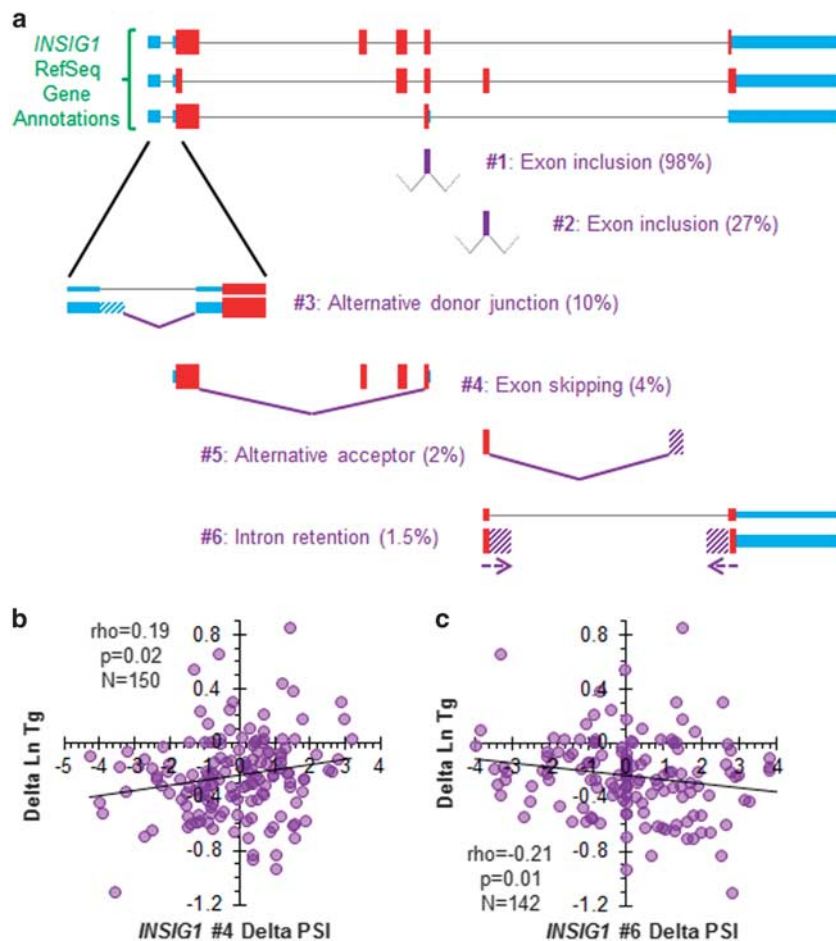 a
INSIG1
RefSeq
Gene
Annotations
#1: Exon inclusion (98%)
#2: Exon inclusion (27%)
#3: Alternative donor junction (10%)
#4: Exon skipping (4%)
#5: Alternative acceptor (2%)
#6: Intron retention (1.5%)
b
rho=0.19
p=0.02
N=150
Delta Ln Tg
0.8
0.4
0
-0.4
-0.8
-1.2
-5 -4 -3 -2 -1 0 1 2 3 4
INSIG1 #4 Delta PSI
c
Delta Ln Tg
0.8
0.4
0
-0.4
-0.8
-1.2
-4 -3 -2 -1 0 1 2 3 4
rho=-0.21
p=0.01
N=142
INSIG1 #6 Delta PSI